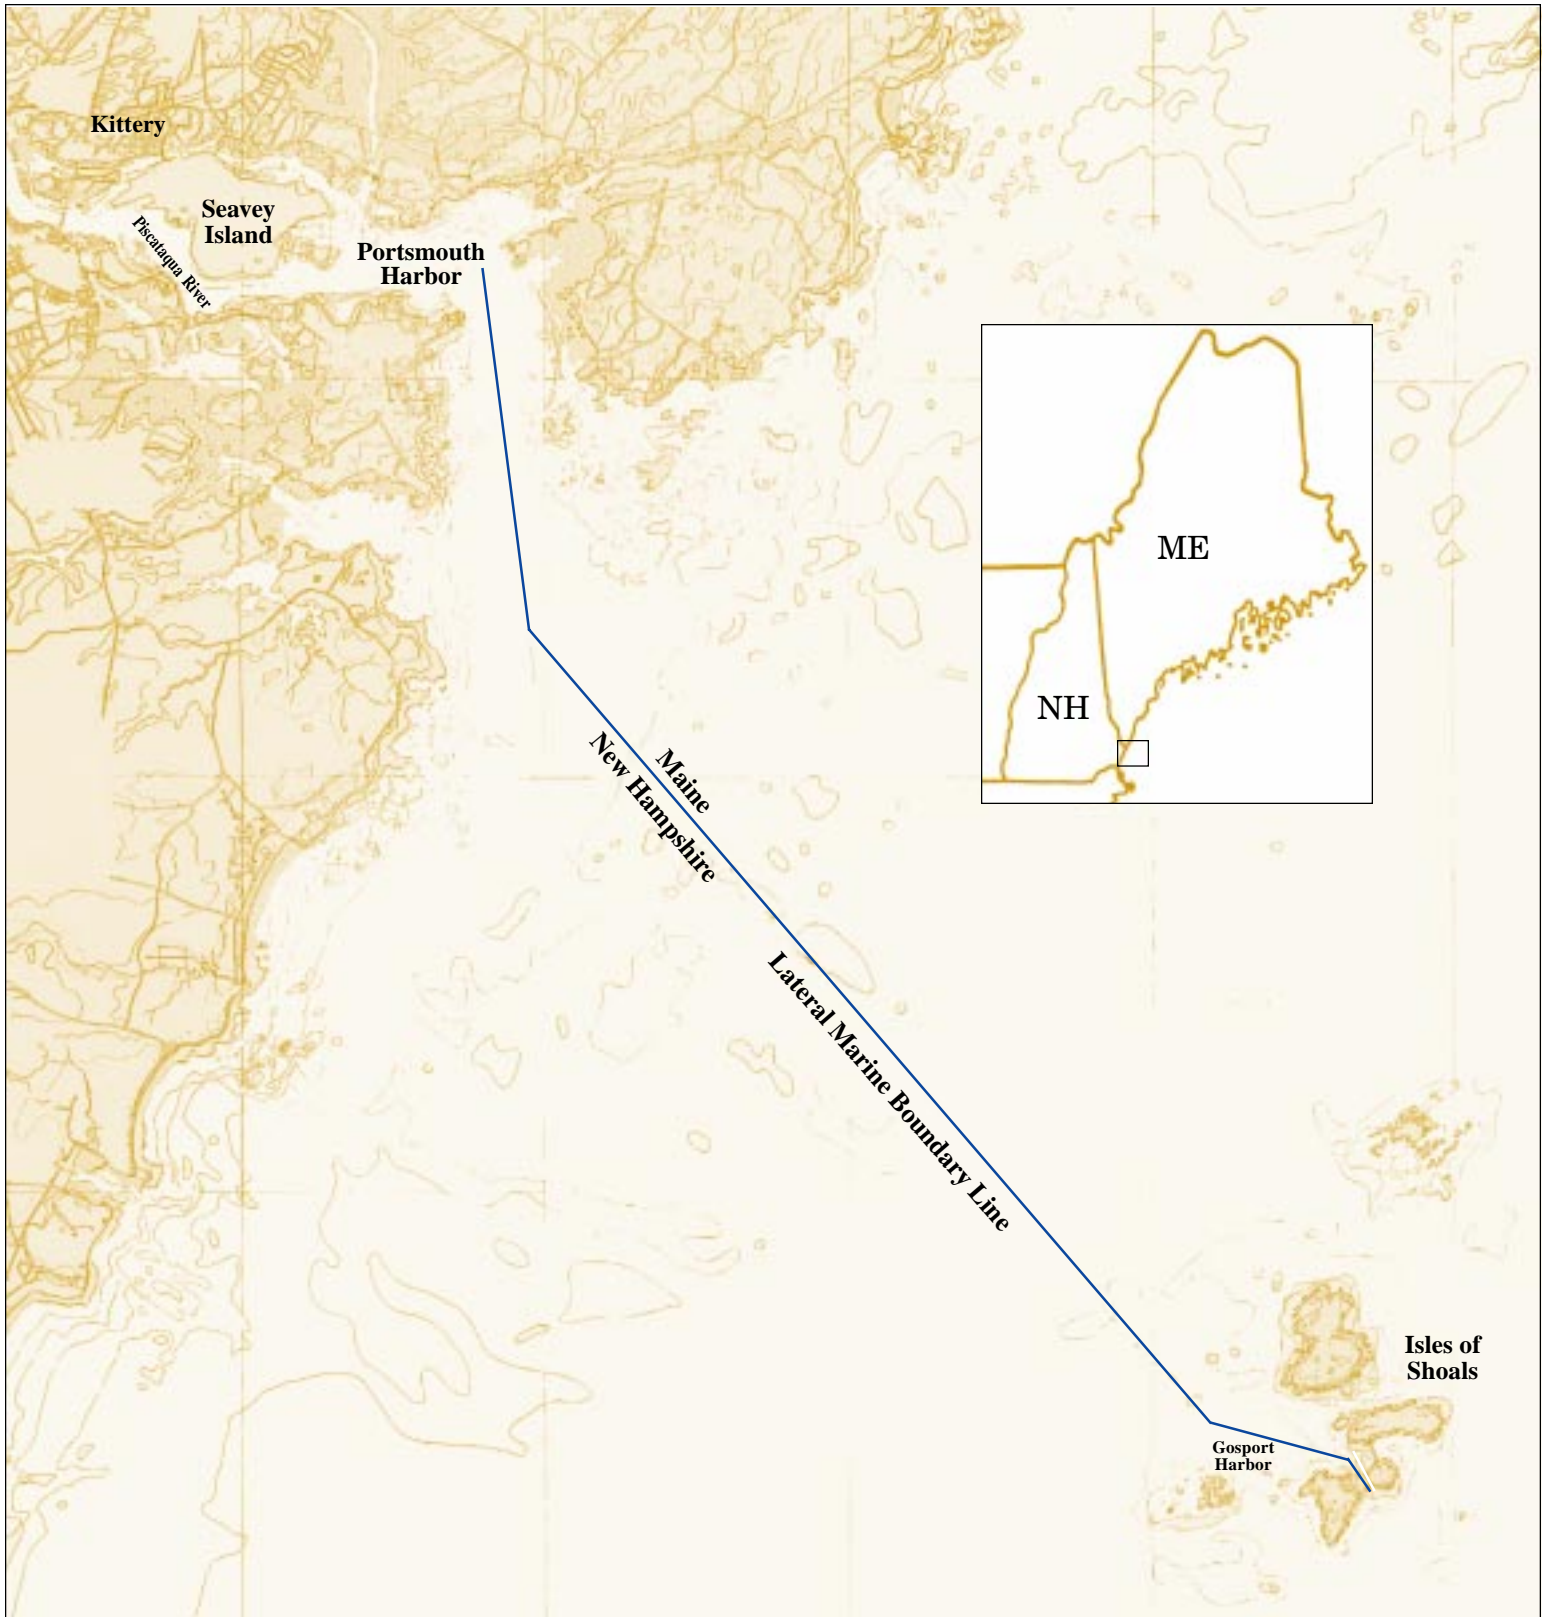 Kittery
Seavey
Island
Piscataqua River
Portsmouth
Harbor
ME
NH
Maine
New Hampshire
Lateral Marine Boundary Line
Isles of
Shoals
Gosport
Harbor